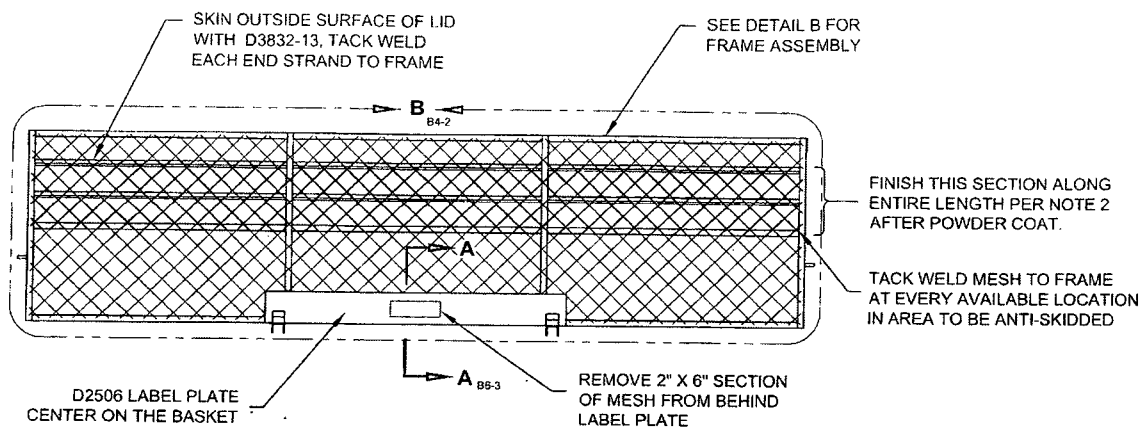 SKIN OUTSIDE SURFACE OF LID
WITH D3832-13, TACK WELD
EACH END STRAND TO FRAME
SEE DETAIL B FOR
FRAME ASSEMBLY
B
B4-2
FINISH THIS SECTION ALONG
ENTIRE LENGTH PER NOTE 2
AFTER POWDER COAT.
A
TACK WELD MESH TO FRAME
AT EVERY AVAILABLE LOCATION
IN AREA TO BE ANTI-SKIDDED
A
B6-3
D2506 LABEL PLATE
CENTER ON THE BASKET
REMOVE 2" X 6" SECTION
OF MESH FROM BEHIND
LABEL PLATE